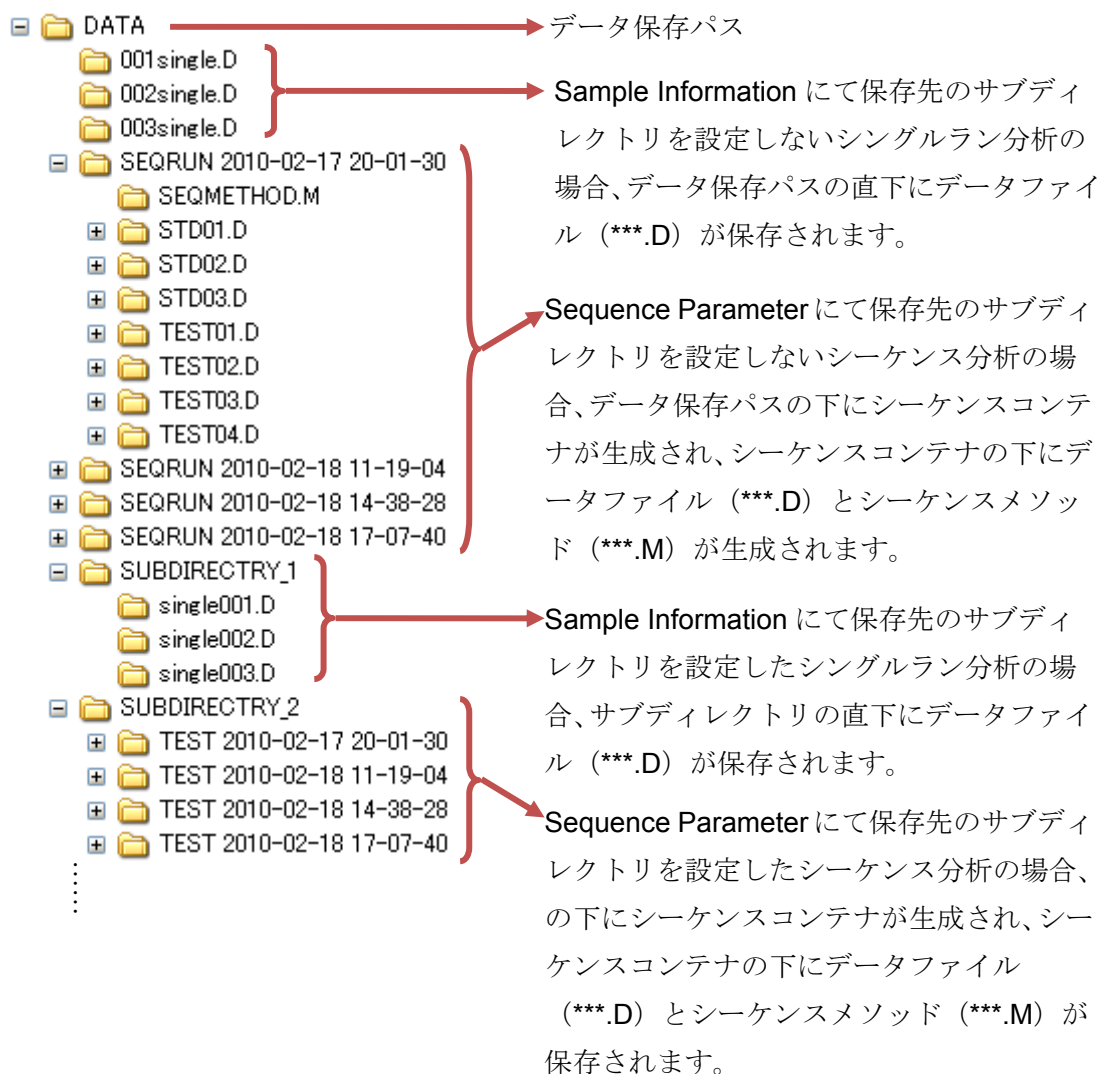 DATA
001single.D
002single.D
003single.D
SEQRUN 2010-02-17 20-01-30
SEQMETHOD.M
STD01.D
STD02.D
STD03.D
TEST01.D
TEST02.D
TEST03.D
TEST04.D
SEQRUN 2010-02-18 11-19-04
SEQRUN 2010-02-18 14-38-28
SEQRUN 2010-02-18 17-07-40
SUBDIRECTRY_1
single001.D
single002.D
single003.D
SUBDIRECTRY_2
TEST 2010-02-17 20-01-30
TEST 2010-02-18 11-19-04
TEST 2010-02-18 14-38-28
TEST 2010-02-18 17-07-40
データ保存パス
Sample Information にて保存先のサブディ
レクトリを設定しないシングルラン分析の
場合、データ保存パスの直下にデータファイ
ル（***.D）が保存されます。
Sequence Parameter にて保存先のサブディ
レクトリを設定しないシーケンス分析の場
合、データ保存パスの下にシーケンスコンテ
ナが生成され、シーケンスコンテナの下にデ
ータファイル（***.D）とシーケンスメソッ
ド（***.M）が生成されます。
Sample Information にて保存先のサブディ
レクトリを設定したシングルラン分析の場
合、サブディレクトリの直下にデータファイ
ル（***.D）が保存されます。
Sequence Parameter にて保存先のサブディ
レクトリを設定したシーケンス分析の場合、
の下にシーケンスコンテナが生成され、シー
ケンスコンテナの下にデータファイル
（***.D）とシーケンスメソッド（***.M）が
保存されます。